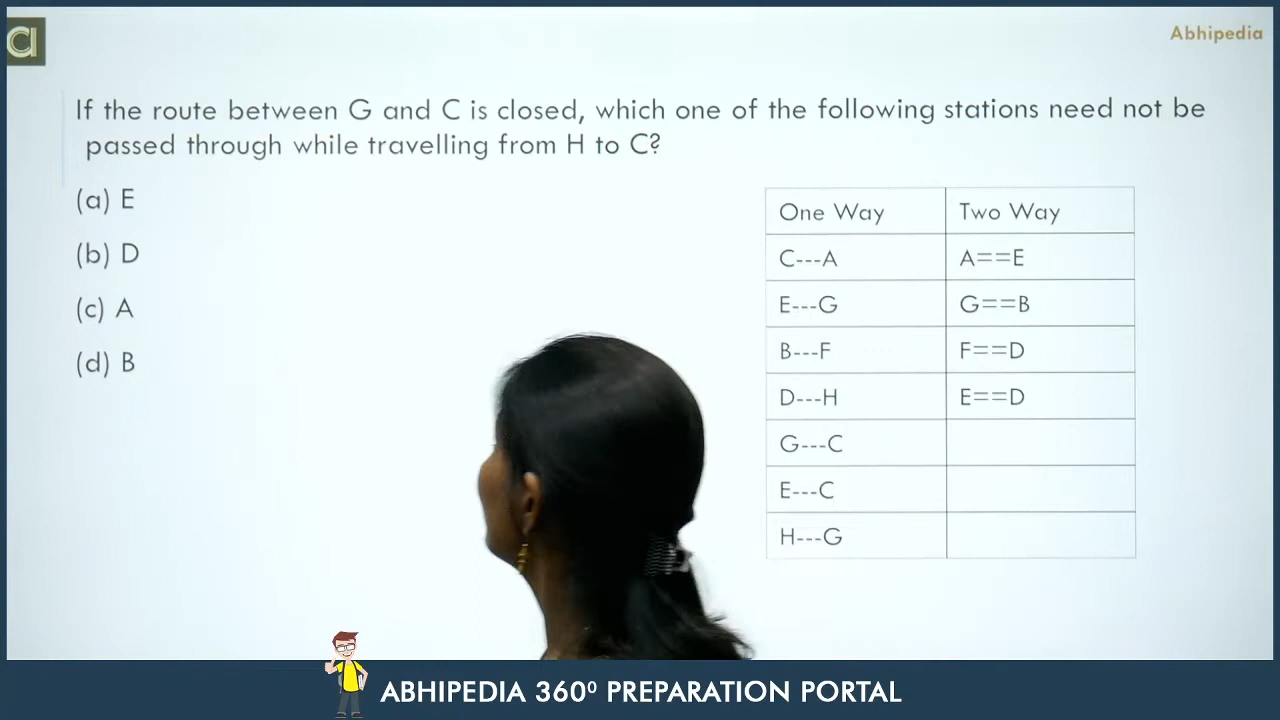 a
Abhipedia
If the route between G and C is closed, which one of the following stations need not be
passed through while travelling from H to C?
(a) E
(b) D
(c) A
(d) B
One Way Two Way
C---A A==E
E---G G==B
B---F F==D
D---H E==D
G---C
E---C
H---G
ABHIPEDIA 360⁰ PREPARATION PORTAL